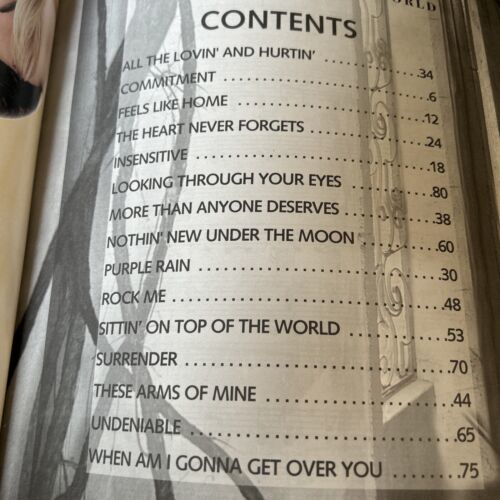 ORLD
CONTENTS
ALL THE LOVIN' AND HURTIN' ..................34
COMMITMENT ..................6
FEELS LIKE HOME ..................12
THE HEART NEVER FORGETS ..................24
INSENSITIVE ..................18
LOOKING THROUGH YOUR EYES ..................80
MORE THAN ANYONE DESERVES ..................38
NOTHIN' NEW UNDER THE MOON ..................60
PURPLE RAIN ..................30
ROCK ME ..................48
SITTIN' ON TOP OF THE WORLD ..................53
SURRENDER ..................70
THESE ARMS OF MINE ..................44
UNDENIABLE ..................65
WHEN AM I GONNA GET OVER YOU ........75